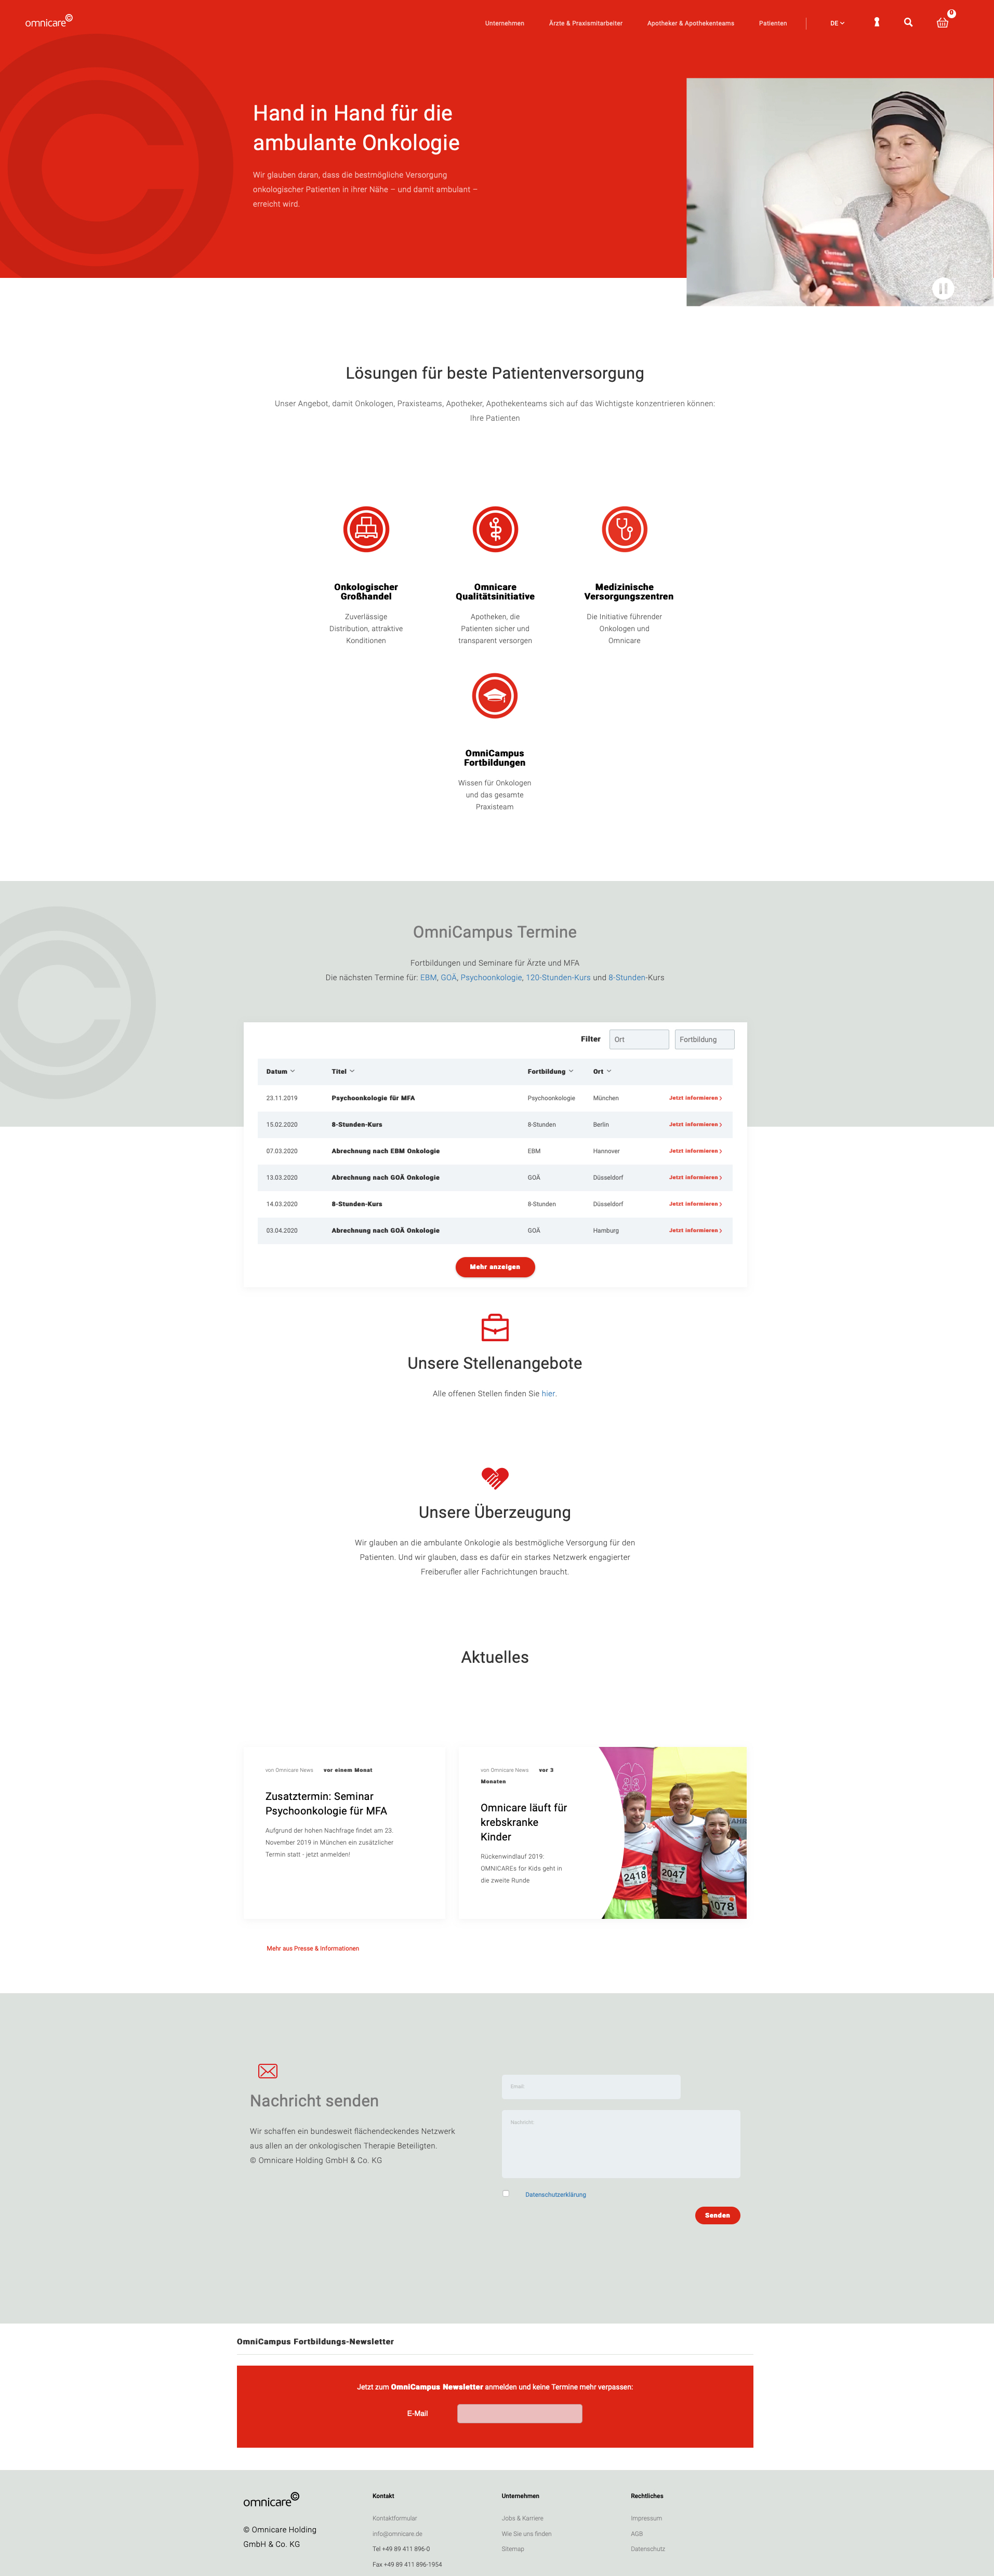 omnicare©
Unternehmen Ärzte & Praxismitarbeiter Apotheker & Apothekenteams Patienten DE 0
Hand in Hand für die
ambulante Onkologie
Wir glauben daran, dass die bestmögliche Versorgung
onkologischer Patienten in ihrer Nähe – und damit ambulant –
erreicht wird.
Lösungen für beste Patientenversorgung
Unser Angebot, damit Onkologen, Praxisteams, Apotheker, Apothekenteams sich auf das Wichtigste konzentrieren können:
Ihre Patienten
Onkologischer
Großhandel
Zuverlässige
Distribution, attraktive
Konditionen
Omnicare
Qualitätsinitiative
Apotheken, die
Patienten sicher und
transparent versorgen
Medizinische
Versorgungszentren
Die Initiative führender
Onkologen und
Omnicare
OmniCampus
Fortbildungen
Wissen für Onkologen
und das gesamte
Praxisteam
OmniCampus Termine
Fortbildungen und Seminare für Ärzte und MFA
Die nächsten Termine für: EBM, GOÄ, Psychoonkologie, 120-Stunden-Kurs und 8-Stunden-Kurs
Filter Ort Fortbildung
Datum Titel Fortbildung Ort
23.11.2019 Psychoonkologie für MFA Psychoonkologie München Jetzt informieren
15.02.2020 8-Stunden-Kurs 8-Stunden Berlin Jetzt informieren
07.03.2020 Abrechnung nach EBM Onkologie EBM Hannover Jetzt informieren
13.03.2020 Abrechnung nach GOÄ Onkologie GOÄ Düsseldorf Jetzt informieren
14.03.2020 8-Stunden-Kurs 8-Stunden Düsseldorf Jetzt informieren
03.04.2020 Abrechnung nach GOÄ Onkologie GOÄ Hamburg Jetzt informieren
Mehr anzeigen
Unsere Stellenangebote
Alle offenen Stellen finden Sie hier.
Unsere Überzeugung
Wir glauben an die ambulante Onkologie als bestmögliche Versorgung für den
Patienten. Und wir glauben, dass es dafür ein starkes Netzwerk engagierter
Freiberufler aller Fachrichtungen braucht.
Aktuelles
von Omnicare News vor einem Monat
Zusatztermin: Seminar
Psychoonkologie für MFA
Aufgrund der hohen Nachfrage findet am 23.
November 2019 in München ein zusätzlicher
Termin statt - jetzt anmelden!
von Omnicare News vor 3
Monaten
Omnicare läuft für
krebskranke
Kinder
Rückenwindlauf 2019:
OMNICAREs for Kids geht in
die zweite Runde
2418
2047
1078
Mehr aus Presse & Informationen
Nachricht senden
Wir schaffen ein bundesweit flächendeckendes Netzwerk
aus allen an der onkologischen Therapie Beteiligten.
© Omnicare Holding GmbH & Co. KG
Email
Nachricht
Datenschutzerklärung
Senden
OmniCampus Fortbildungs-Newsletter
Jetzt zum OmniCampus Newsletter anmelden und keine Termine mehr verpassen:
E-Mail
omnicare©
© Omnicare Holding
GmbH & Co. KG
Kontakt
Kontaktformular
info@omnicare.de
Tel +49 89 411 896-0
Fax +49 89 411 896-1954
Unternehmen
Jobs & Karriere
Wie Sie uns finden
Sitemap
Rechtliches
Impressum
AGB
Datenschutz